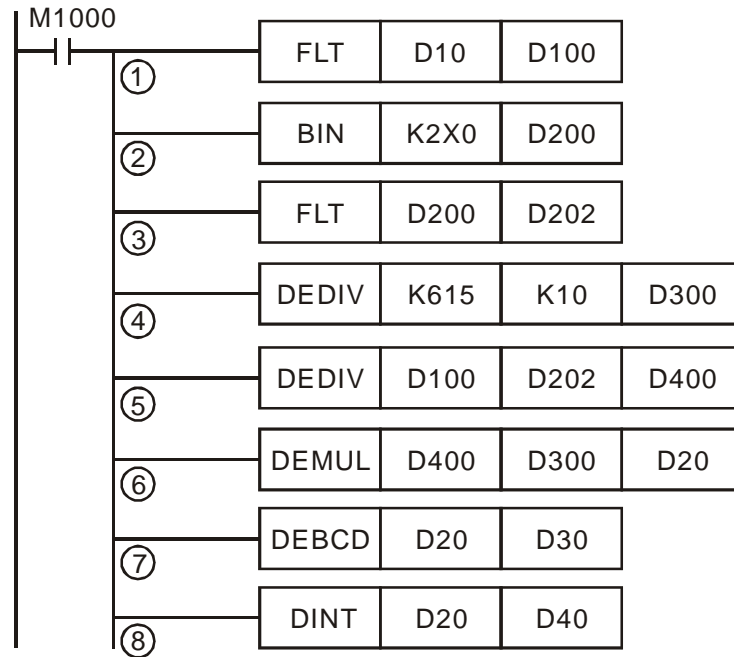 M1000
FLT D10 D100
①
BIN K2X0 D200
②
FLT D200 D202
③
DEDIV K615 K10 D300
④
DEDIV D100 D202 D400
⑤
DEMUL D400 D300 D20
⑥
DEBCD D20 D30
⑦
DINT D20 D40
⑧